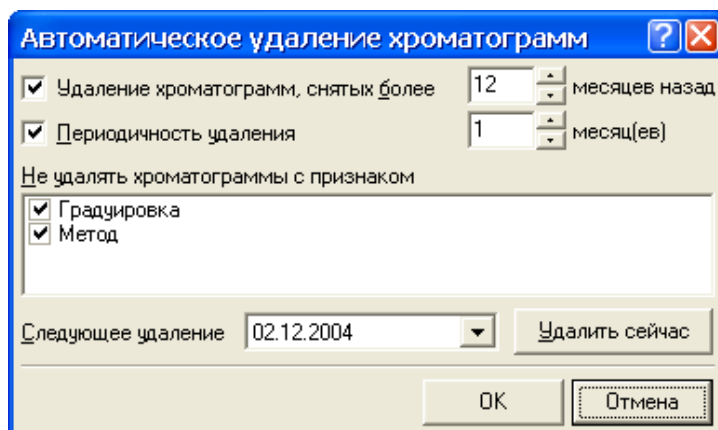 Автоматическое удаление хроматограмм
Удаление хроматограмм, снятых более 12 месяцев назад
Периодичность удаления 1 месяц(ев)
Не удалять хроматограммы с признаком
Градуировка
Метод
Следующее удаление 02.12.2004 Удалить сейчас
OK Отмена